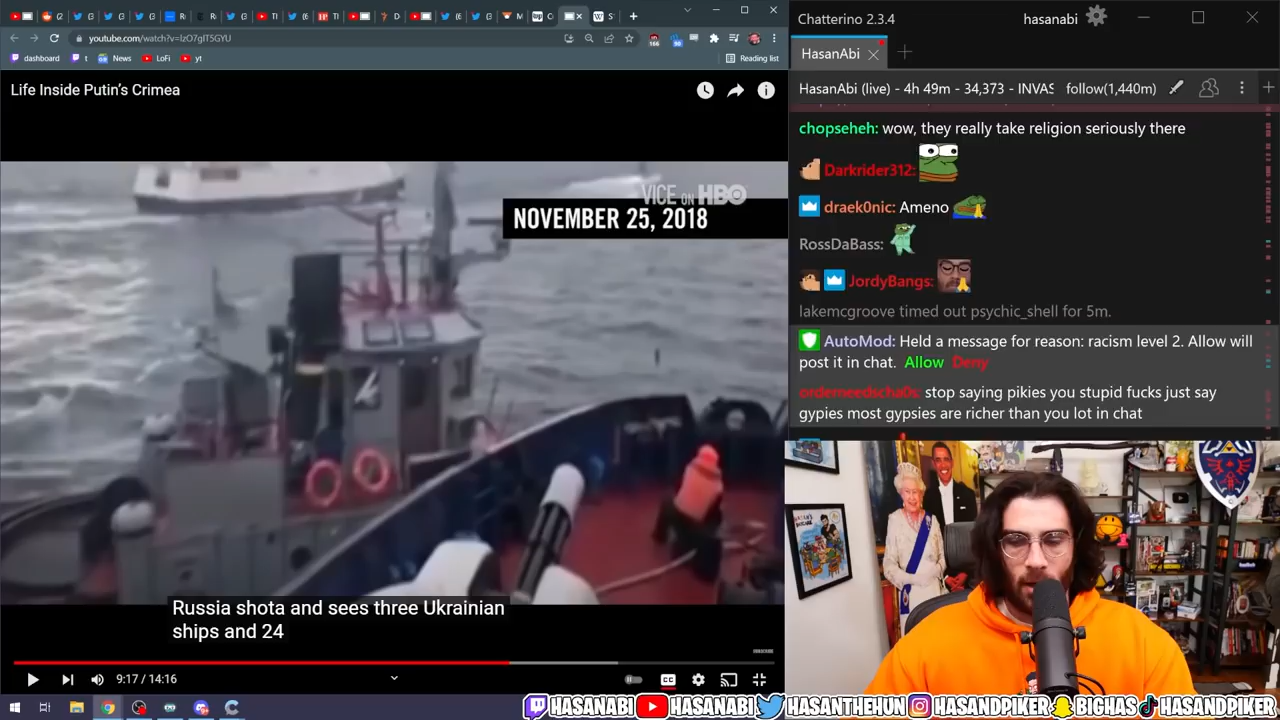 Chatterino 2.3.4
hasanabi
youtube.com/watch?v=IzO7gIT5GYU
HasanAbi
dashboard
t
News
LoFi
yt
Reading list
HasanAbi (live) - 4h 49m - 34,373 - INVAS
follow(1,440m)
Life Inside Putin's Crimea
chopseheh: wow, they really take religion seriously there
Darkrider312:
VICE ON HBO
NOVEMBER 25, 2018
draek0nic: Ameno
RossDaBass:
JordyBangs:
lakemcgroove timed out psychic_shell for 5m.
AutoMod: Held a message for reason: racism level 2. Allow will
post it in chat. Allow Deny
orderneedscha0s: stop saying pikies you stupid fucks just say
gypies most gypsies are richer than you lot in chat
Russia shota and sees three Ukrainian
ships and 24
9:17 / 14:16
CC
HASANABI
HASANABI
HASANTHEHUN
HASANDPIKER
BIGHAS
HASANDPIKER